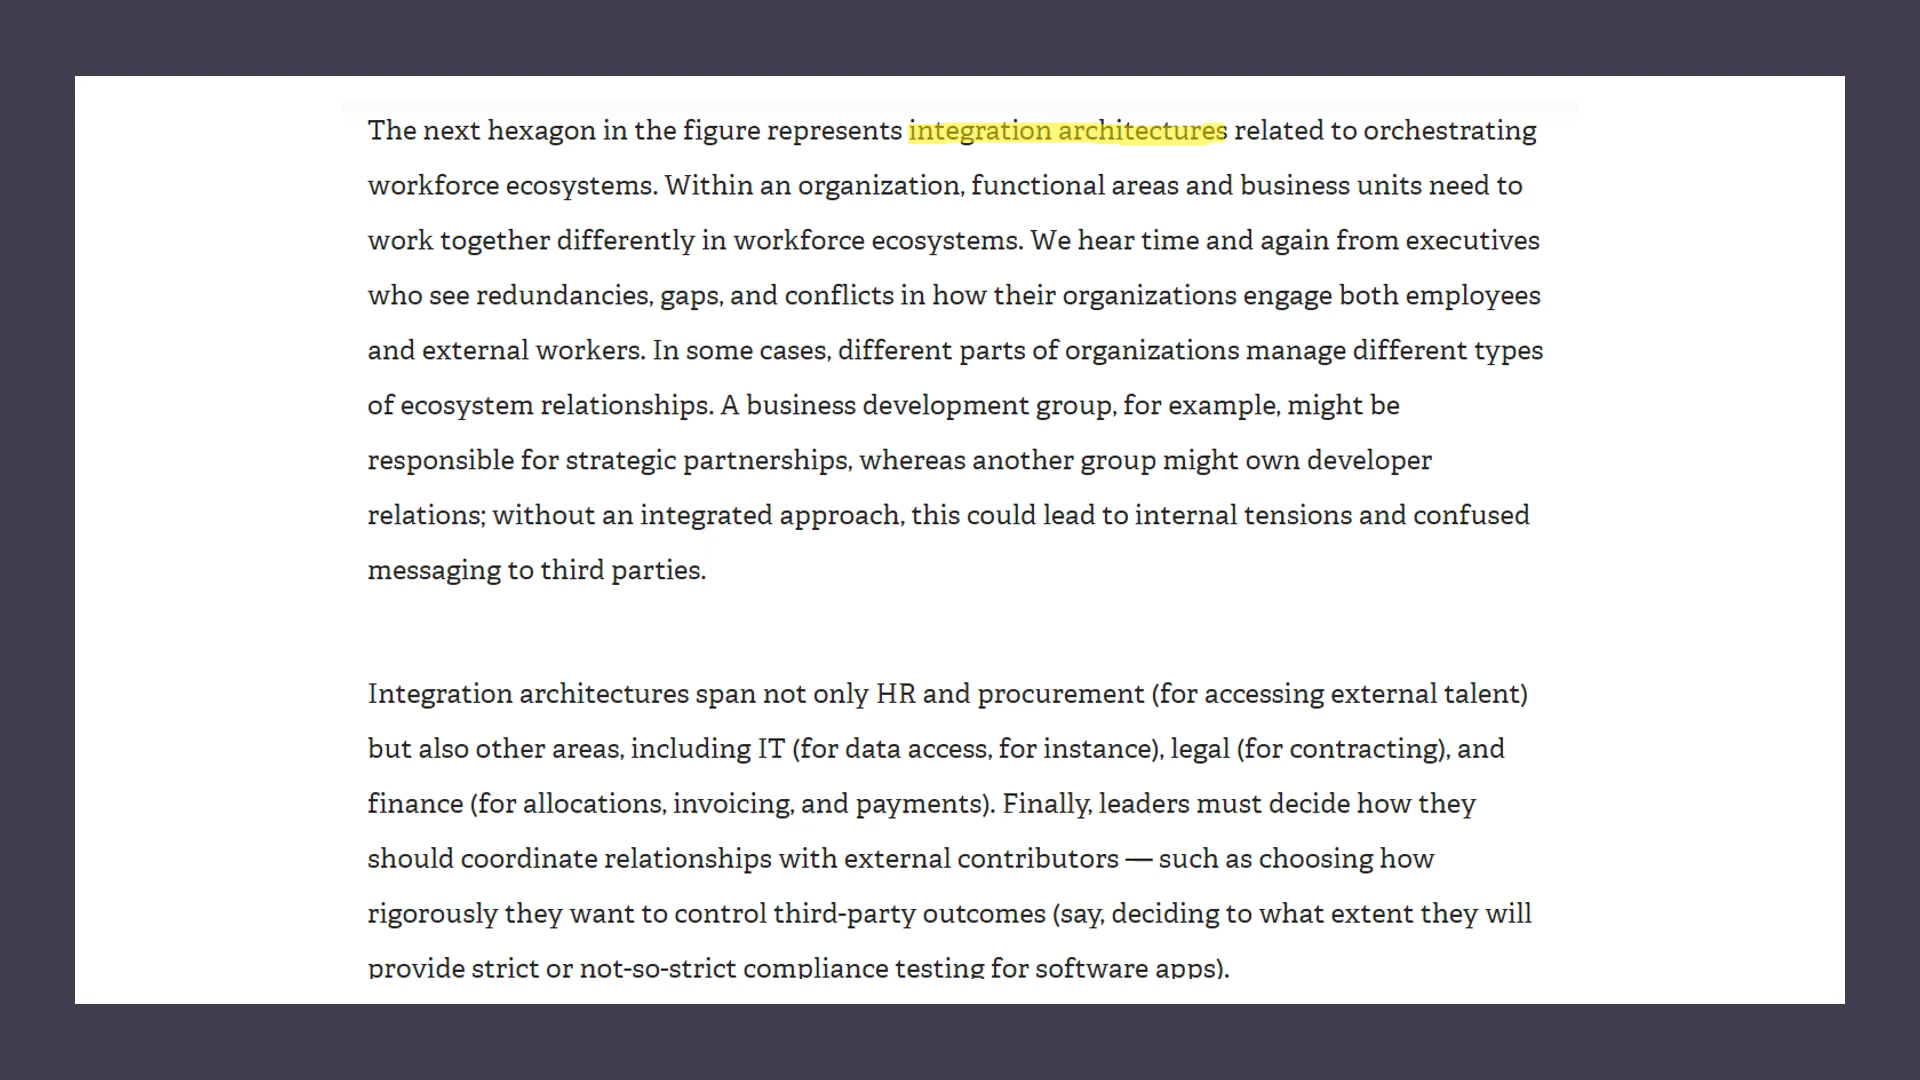 The next hexagon in the figure represents integration architectures related to orchestrating
workforce ecosystems. Within an organization, functional areas and business units need to
work together differently in workforce ecosystems. We hear time and again from executives
who see redundancies, gaps, and conflicts in how their organizations engage both employees
and external workers. In some cases, different parts of organizations manage different types
of ecosystem relationships. A business development group, for example, might be
responsible for strategic partnerships, whereas another group might own developer
relations; without an integrated approach, this could lead to internal tensions and confused
messaging to third parties.
Integration architectures span not only HR and procurement (for accessing external talent)
but also other areas, including IT (for data access, for instance), legal (for contracting), and
finance (for allocations, invoicing, and payments). Finally, leaders must decide how they
should coordinate relationships with external contributors — such as choosing how
rigorously they want to control third-party outcomes (say, deciding to what extent they will
provide strict or not-so-strict compliance testing for software apps).